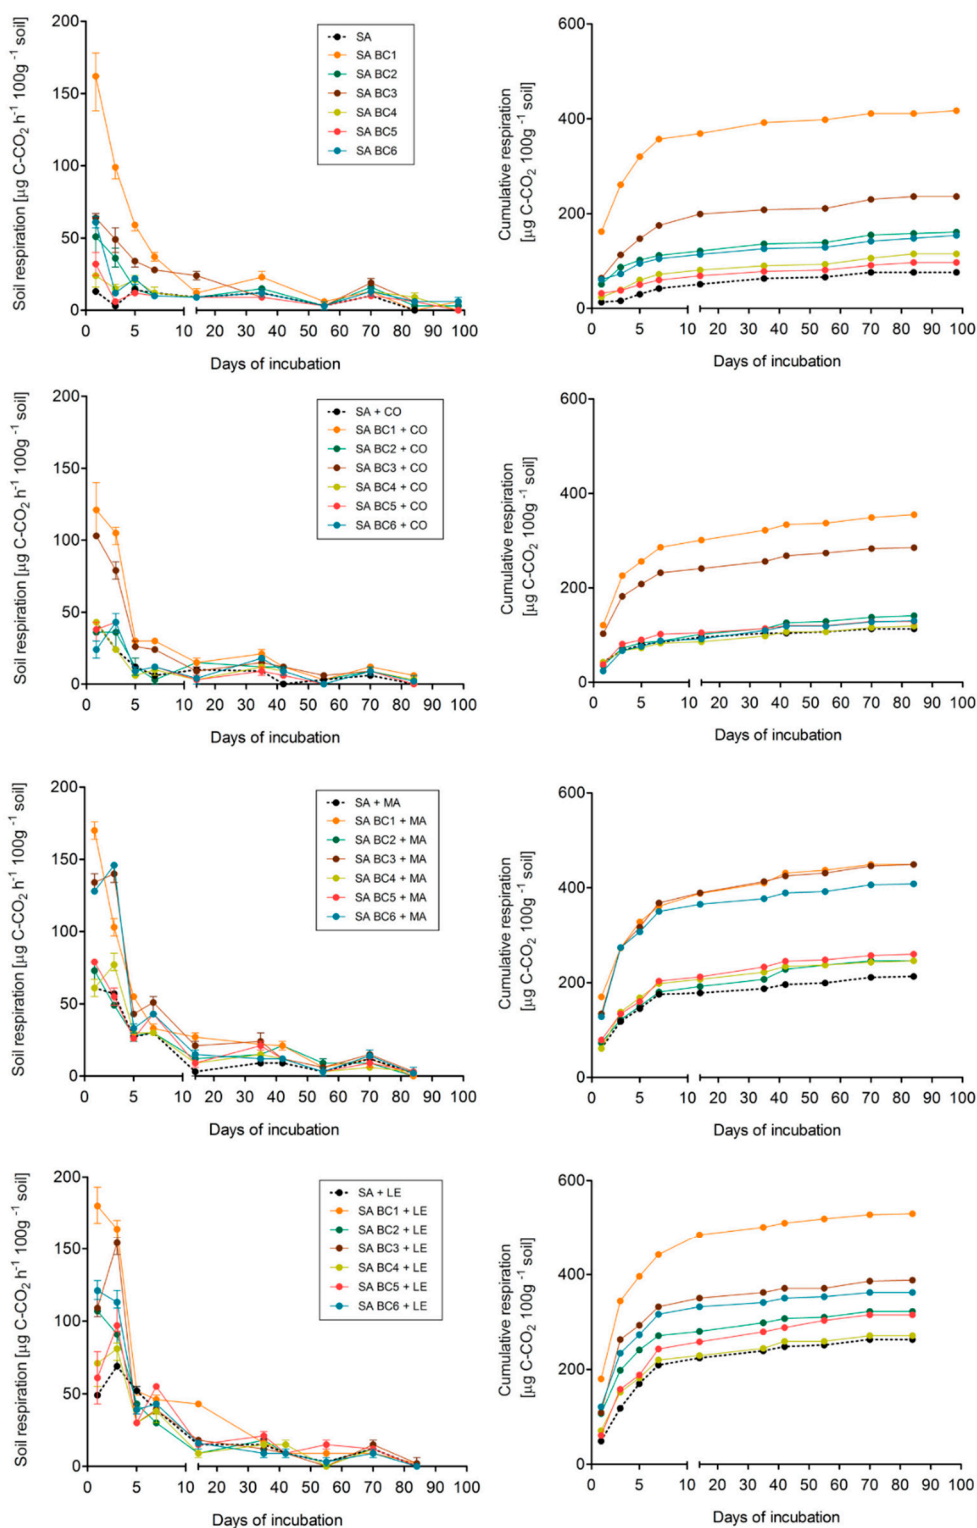 Soil respiration [µg C-CO₂ h⁻¹ 100g⁻¹ soil]
200
150
100
50
0
0
5
10
20 30 40 50 60 70 80 90 100
Days of incubation
SA
SA BC1
SA BC2
SA BC3
SA BC4
SA BC5
SA BC6
Cumulative respiration
[µg C-CO₂ 100g⁻¹ soil]
600
400
200
0
0
5
10
20 30 40 50 60 70 80 90 100
Days of incubation
Soil respiration [µg C-CO₂ h⁻¹ 100g⁻¹ soil]
200
150
100
50
0
0
5
10
20 30 40 50 60 70 80 90 100
Days of incubation
SA + CO
SA BC1 + CO
SA BC2 + CO
SA BC3 + CO
SA BC4 + CO
SA BC5 + CO
SA BC6 + CO
Cumulative respiration
[µg C-CO₂ 100g⁻¹ soil]
600
400
200
0
0
5
10
20 30 40 50 60 70 80 90 100
Days of incubation
Soil respiration [µg C-CO₂ h⁻¹ 100g⁻¹ soil]
200
150
100
50
0
0
5
10
20 30 40 50 60 70 80 90 100
Days of incubation
SA + MA
SA BC1 + MA
SA BC2 + MA
SA BC3 + MA
SA BC4 + MA
SA BC5 + MA
SA BC6 + MA
Cumulative respiration
[µg C-CO₂ 100g⁻¹ soil]
600
400
200
0
0
5
10
20 30 40 50 60 70 80 90 100
Days of incubation
Soil respiration [µg C-CO₂ h⁻¹ 100g⁻¹ soil]
200
150
100
50
0
0
5
10
20 30 40 50 60 70 80 90 100
Days of incubation
SA + LE
SA BC1 + LE
SA BC2 + LE
SA BC3 + LE
SA BC4 + LE
SA BC5 + LE
SA BC6 + LE
Cumulative respiration
[µg C-CO₂ 100g⁻¹ soil]
600
400
200
0
0
5
10
20 30 40 50 60 70 80 90 100
Days of incubation